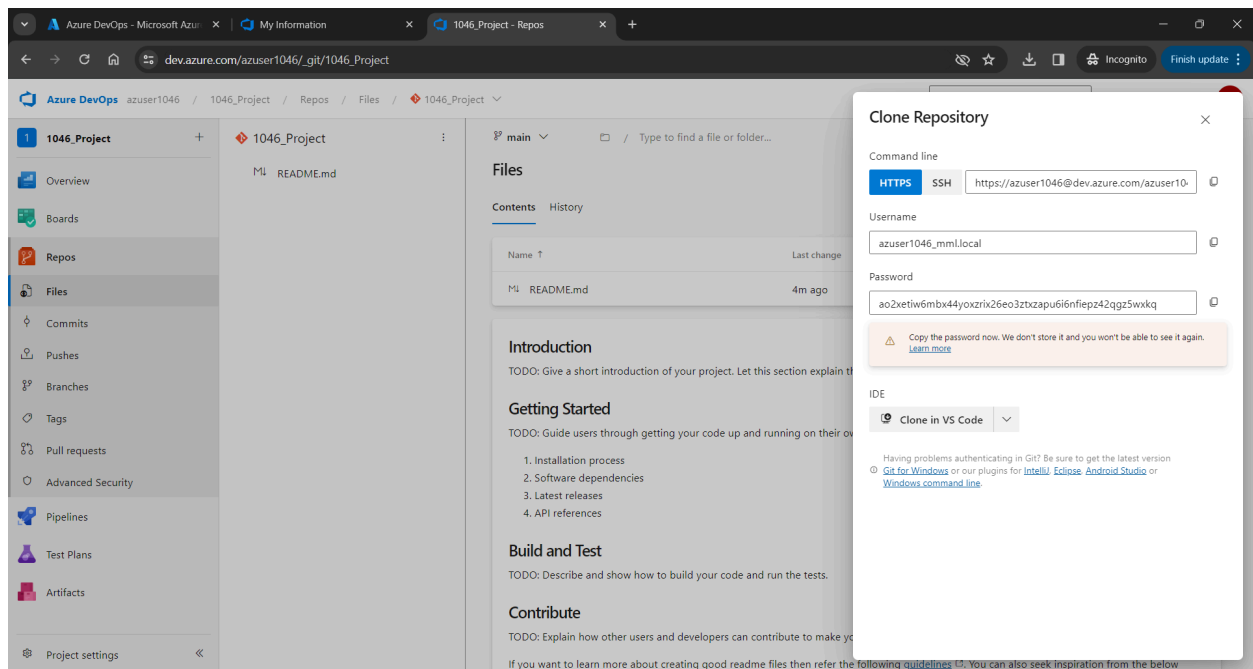 Azure DevOps - Microsoft Azur
My Information
1046_Project - Repos
dev.azure.com/azuser1046/_git/1046_Project
Incognito
Finish update
Azure DevOps azuser1046 / 1046_Project / Repos / Files / 1046_Project
1 1046_Project +
Overview
Boards
Repos
Files
Commits
Pushes
Branches
Tags
Pull requests
Advanced Security
Pipelines
Test Plans
Artifacts
Project settings
1046_Project
README.md
main / Type to find a file or folder...
Files
Contents History
Name ↑ Last change
README.md 4m ago
Introduction
TODO: Give a short introduction of your project. Let this section explain th
Getting Started
TODO: Guide users through getting your code up and running on their ow
1. Installation process
2. Software dependencies
3. Latest releases
4. API references
Build and Test
TODO: Describe and show how to build your code and run the tests.
Contribute
TODO: Explain how other users and developers can contribute to make yo
If you want to learn more about creating good readme files then refer the following guidelines. You can also seek inspiration from the below
Clone Repository
Command line
HTTPS SSH https://azuser1046@dev.azure.com/azuser10
Username
azuser1046_mml.local
Password
ao2xetiw6mbx44yoxzrix26eo3ztxzapu6i6nfiepz42qgz5wxkq
Copy the password now. We don't store it and you won't be able to see it again.
Learn more
IDE
Clone in VS Code
Having problems authenticating in Git? Be sure to get the latest version
Git for Windows or our plugins for IntelliJ, Eclipse, Android Studio or
Windows command line.